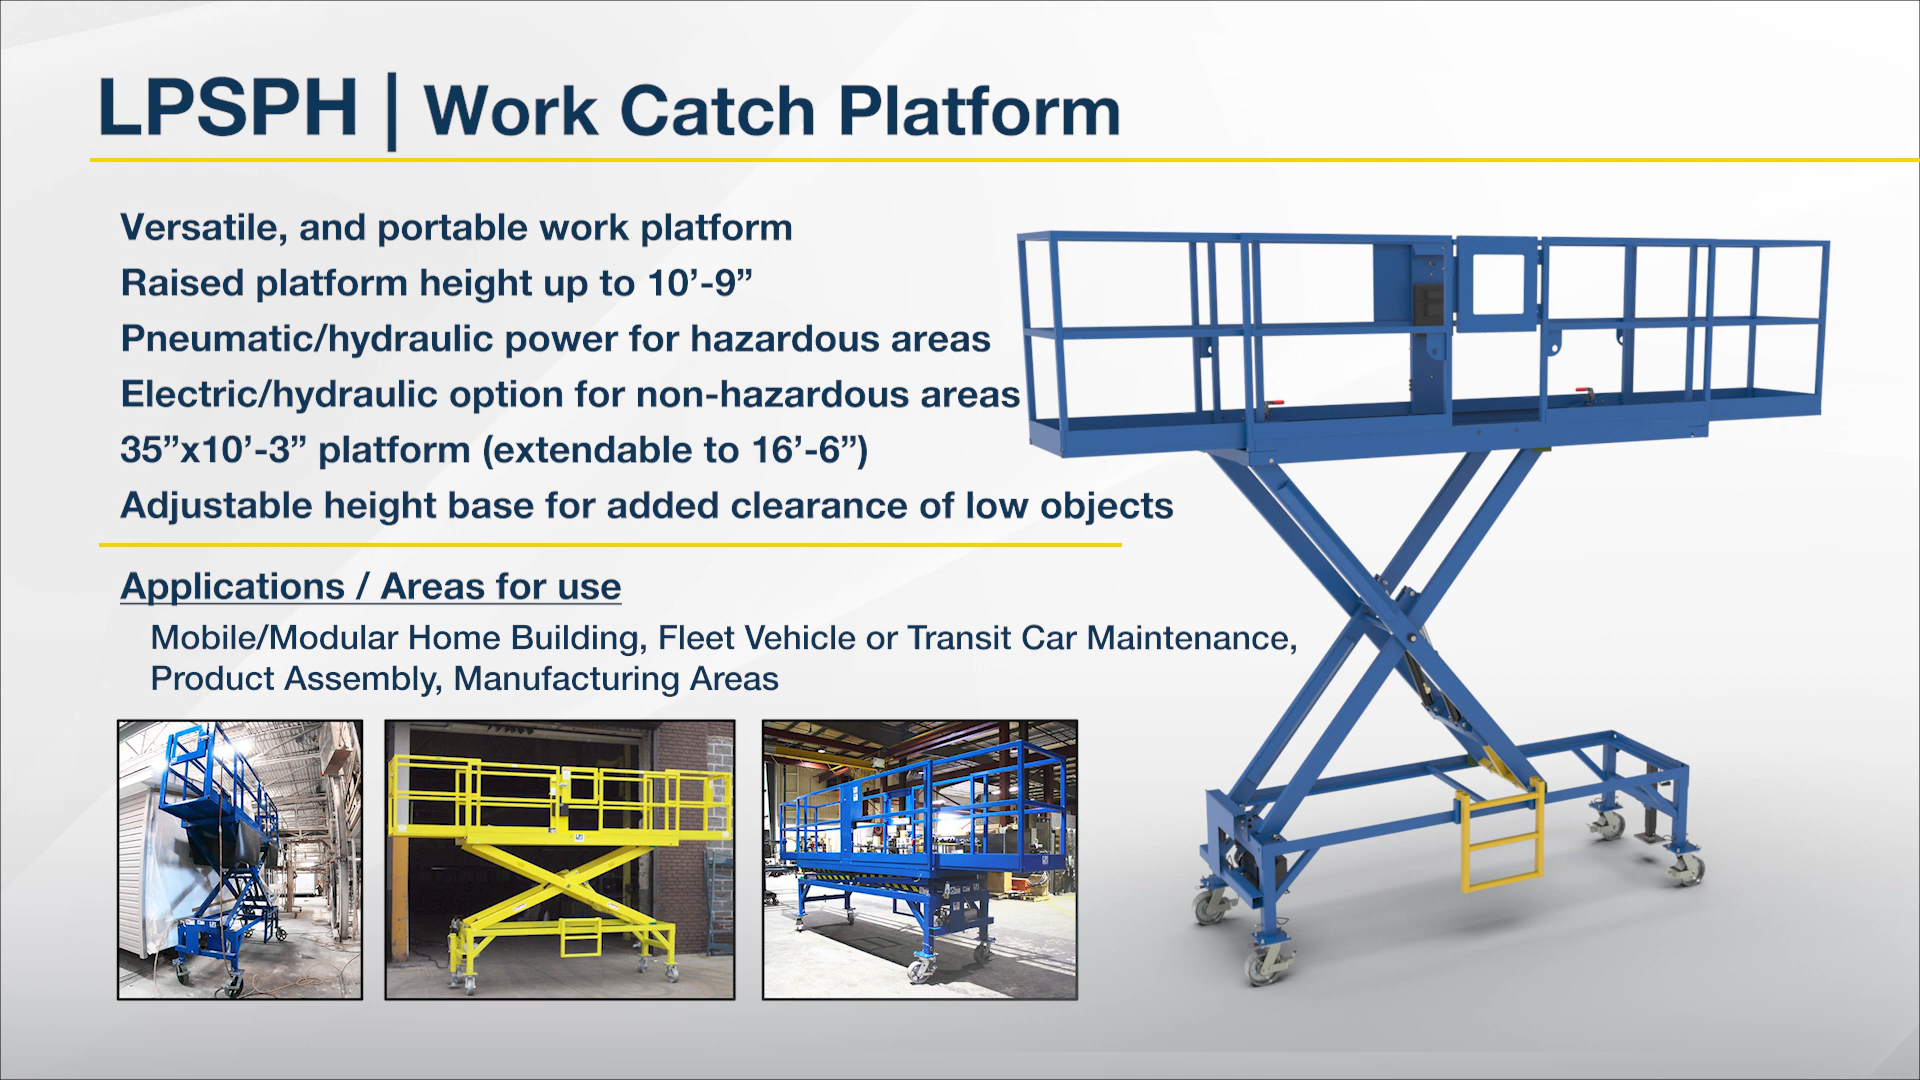 LPSPH | Work Catch Platform
Versatile, and portable work platform
Raised platform height up to 10’-9”
Pneumatic/hydraulic power for hazardous areas
Electric/hydraulic option for non-hazardous areas
35”x10’-3” platform (extendable to 16’-6”)
Adjustable height base for added clearance of low objects
Applications / Areas for use
Mobile/Modular Home Building, Fleet Vehicle or Transit Car Maintenance,
Product Assembly, Manufacturing Areas